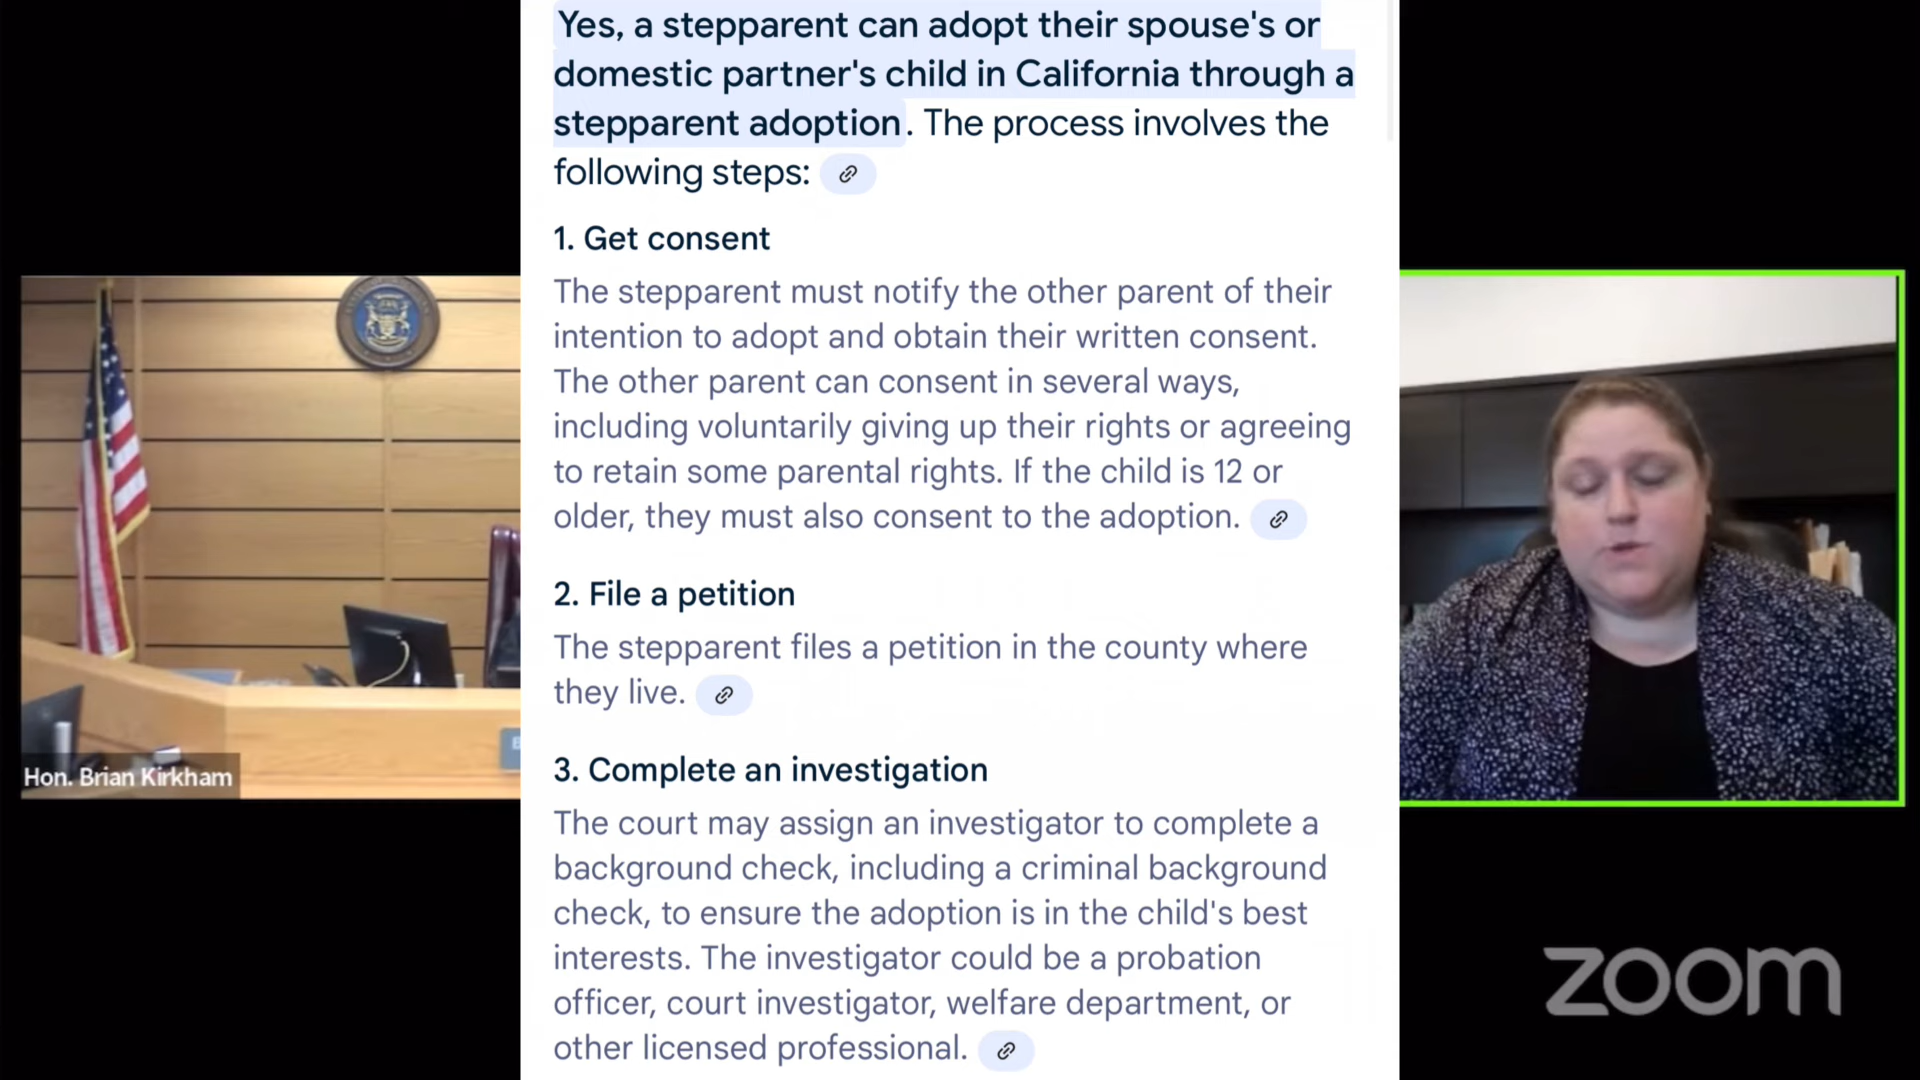 Yes, a stepparent can adopt their spouse's or
domestic partner's child in California through a
stepparent adoption. The process involves the
following steps:
1. Get consent
The stepparent must notify the other parent of their
intention to adopt and obtain their written consent.
The other parent can consent in several ways,
including voluntarily giving up their rights or agreeing
to retain some parental rights. If the child is 12 or
older, they must also consent to the adoption.
2. File a petition
The stepparent files a petition in the county where
they live.
3. Complete an investigation
The court may assign an investigator to complete a
background check, including a criminal background
check, to ensure the adoption is in the child's best
interests. The investigator could be a probation
officer, court investigator, welfare department, or
other licensed professional.
Hon. Brian Kirkham
zoom